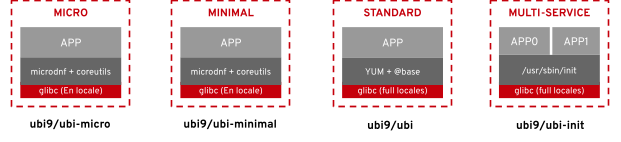 MICRO
APP
microdnf + coreutils
glibc (En locale)
ubi9/ubi-micro
MINIMAL
APP
microdnf + coreutils
glibc (En locale)
ubi9/ubi-minimal
STANDARD
APP
YUM + @base
glibc (full locales)
ubi9/ubi
MULTI-SERVICE
APP0 APP1
/usr/sbin/init
glibc (full locales)
ubi9/ubi-init